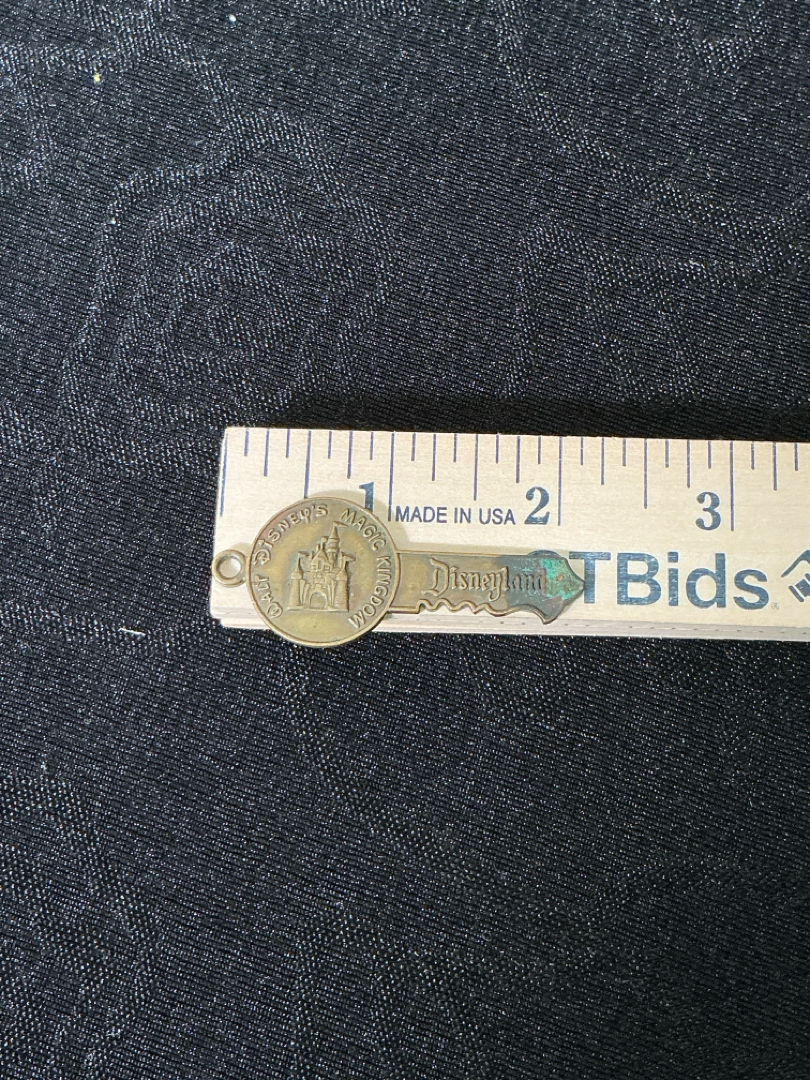 1 2 3
MADE IN USA
TBids
WALT DISNEY'S MAGIC KINGDOM
Disneyland